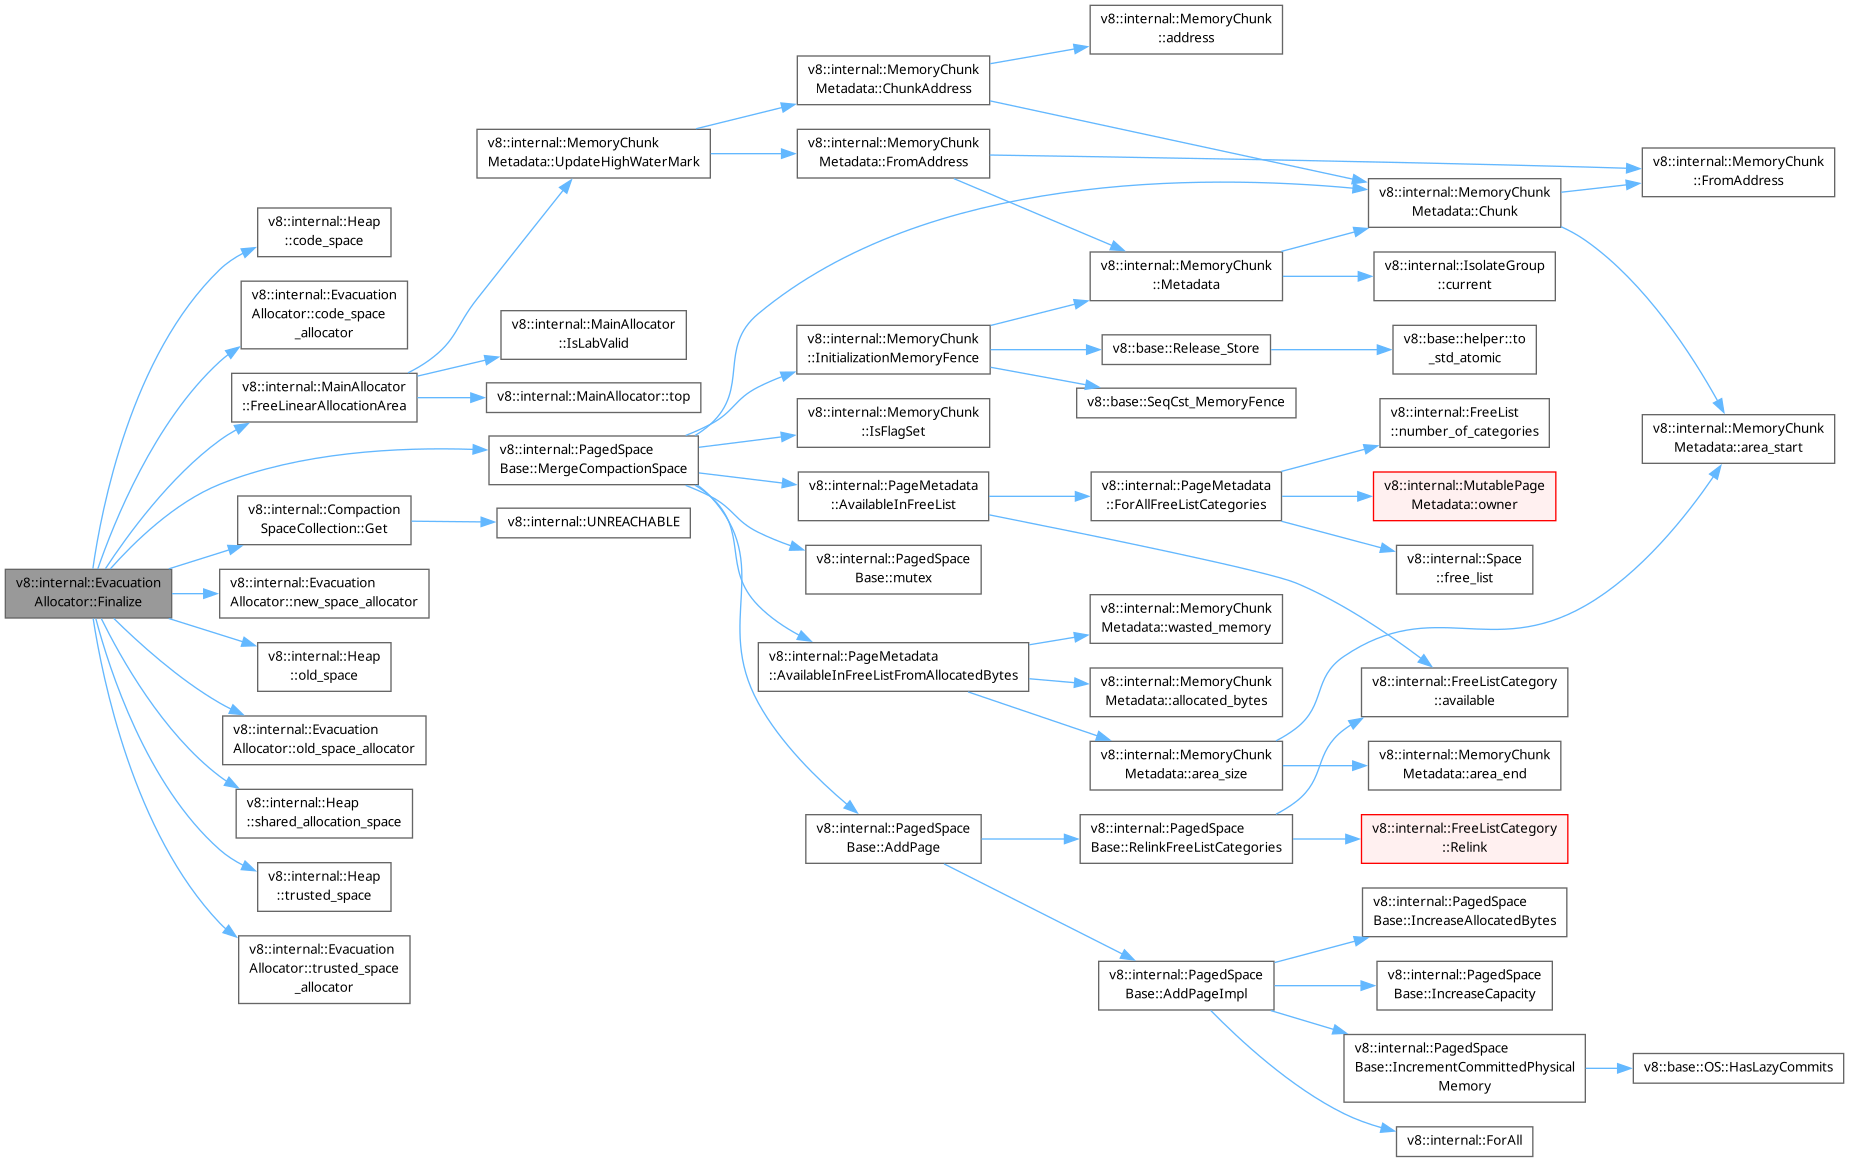 v8::internal::Evacuation
Allocator::Finalize
v8::internal::Heap
::code_space
v8::internal::Evacuation
Allocator::code_space
_allocator
v8::internal::MainAllocator
::FreeLinearAllocationArea
v8::internal::MemoryChunk
Metadata::UpdateHighWaterMark
v8::internal::MemoryChunk
Metadata::ChunkAddress
v8::internal::MemoryChunk
::address
v8::internal::MemoryChunk
Metadata::Chunk
v8::internal::MemoryChunk
::FromAddress
v8::internal::MemoryChunk
Metadata::area_start
v8::internal::MemoryChunk
Metadata::FromAddress
v8::internal::MemoryChunk
::Metadata
v8::internal::IsolateGroup
::current
v8::internal::MainAllocator
::IsLabValid
v8::internal::MainAllocator::top
v8::internal::PagedSpace
Base::MergeCompactionSpace
v8::internal::MemoryChunk
::InitializationMemoryFence
v8::base::Release_Store
v8::base::helper::to
_std_atomic
v8::base::SeqCst_MemoryFence
v8::internal::MemoryChunk
::IsFlagSet
v8::internal::PageMetadata
::AvailableInFreeList
v8::internal::PageMetadata
::ForAllFreeListCategories
v8::internal::FreeList
::number_of_categories
v8::internal::MutablePage
Metadata::owner
v8::internal::Space
::free_list
v8::internal::FreeListCategory
::available
v8::internal::PagedSpace
Base::mutex
v8::internal::PageMetadata
::AvailableInFreeListFromAllocatedBytes
v8::internal::MemoryChunk
Metadata::wasted_memory
v8::internal::MemoryChunk
Metadata::allocated_bytes
v8::internal::MemoryChunk
Metadata::area_size
v8::internal::MemoryChunk
Metadata::area_end
v8::internal::PagedSpace
Base::AddPage
v8::internal::PagedSpace
Base::RelinkFreeListCategories
v8::internal::FreeListCategory
::Relink
v8::internal::PagedSpace
Base::AddPageImpl
v8::internal::PagedSpace
Base::IncreaseAllocatedBytes
v8::internal::PagedSpace
Base::IncreaseCapacity
v8::internal::PagedSpace
Base::IncrementCommittedPhysical
Memory
v8::base::OS::HasLazyCommits
v8::internal::ForAll
v8::internal::Compaction
SpaceCollection::Get
v8::internal::UNREACHABLE
v8::internal::Evacuation
Allocator::new_space_allocator
v8::internal::Heap
::old_space
v8::internal::Evacuation
Allocator::old_space_allocator
v8::internal::Heap
::shared_allocation_space
v8::internal::Heap
::trusted_space
v8::internal::Evacuation
Allocator::trusted_space
_allocator